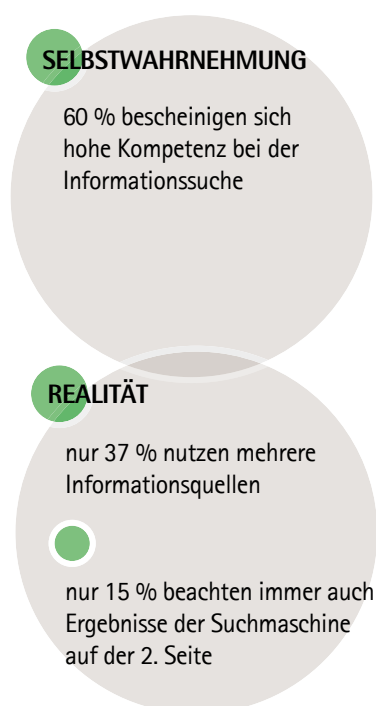 SELBSTWAHRNEHMUNG
60 % bescheinigen sich
hohe Kompetenz bei der
Informationssuche
REALITÄT
nur 37 % nutzen mehrere
Informationsquellen
nur 15 % beachten immer auch
Ergebnisse der Suchmaschine
auf der 2. Seite